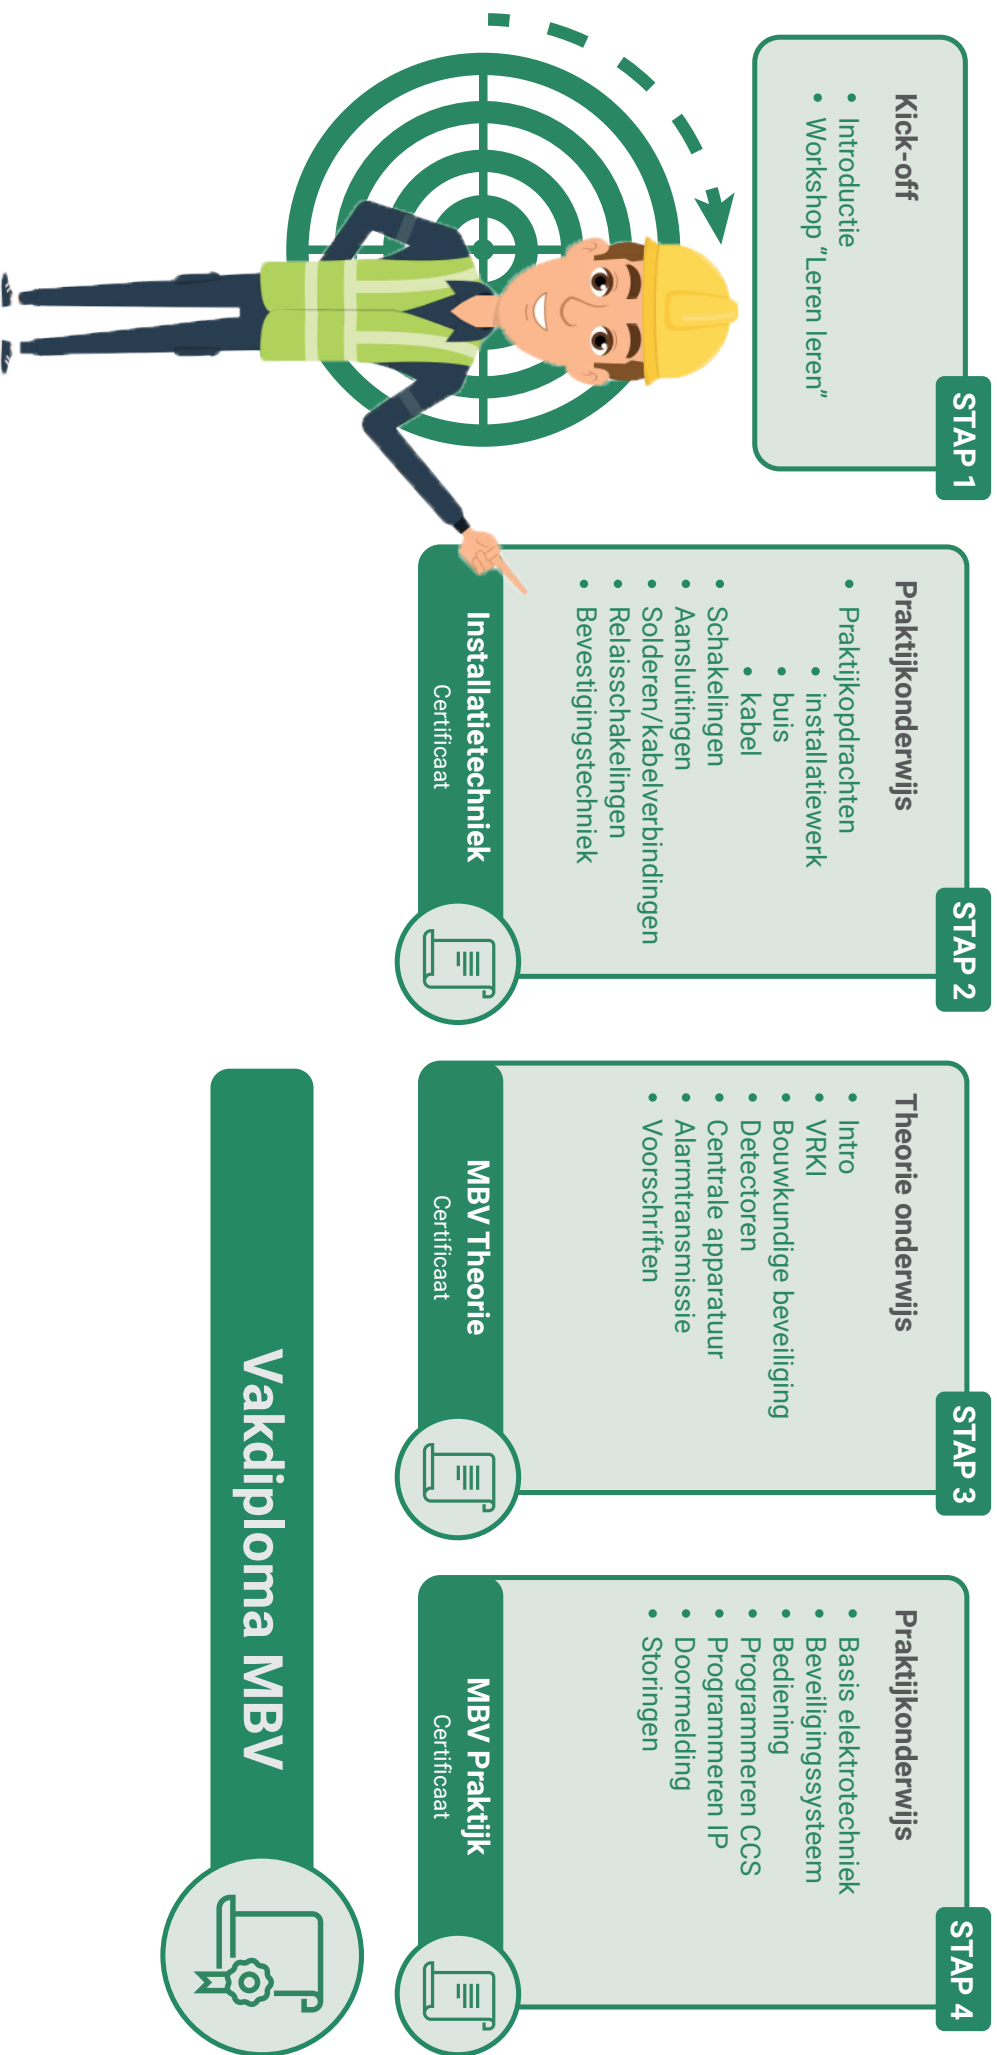 STAP 1
Kick-off
• Introductie
• Workshop “Leren leren”
STAP 2
Praktijkonderwijs
• Praktijkopdrachten
• installatiewerk
• buis
• kabel
• Schakelingen
• Aansluitingen
• Solderen/kabelverbindingen
• Relaisschakelingen
• Bevestigingstechniek
Installatietechniek
Certificaat
STAP 3
Theorie onderwijs
• Intro
• VRKI
• Bouwkundige beveiliging
• Detectoren
• Centrale apparatuur
• Alarmtransmissie
• Voorschriften
MBV Theorie
Certificaat
STAP 4
Praktijkonderwijs
• Basis elektrotechniek
• Beveiligingssysteem
• Bediening
• Programmeren CCS
• Programmeren IP
• Doormelding
• Storingen
MBV Praktijk
Certificaat
Vakdiploma MBV